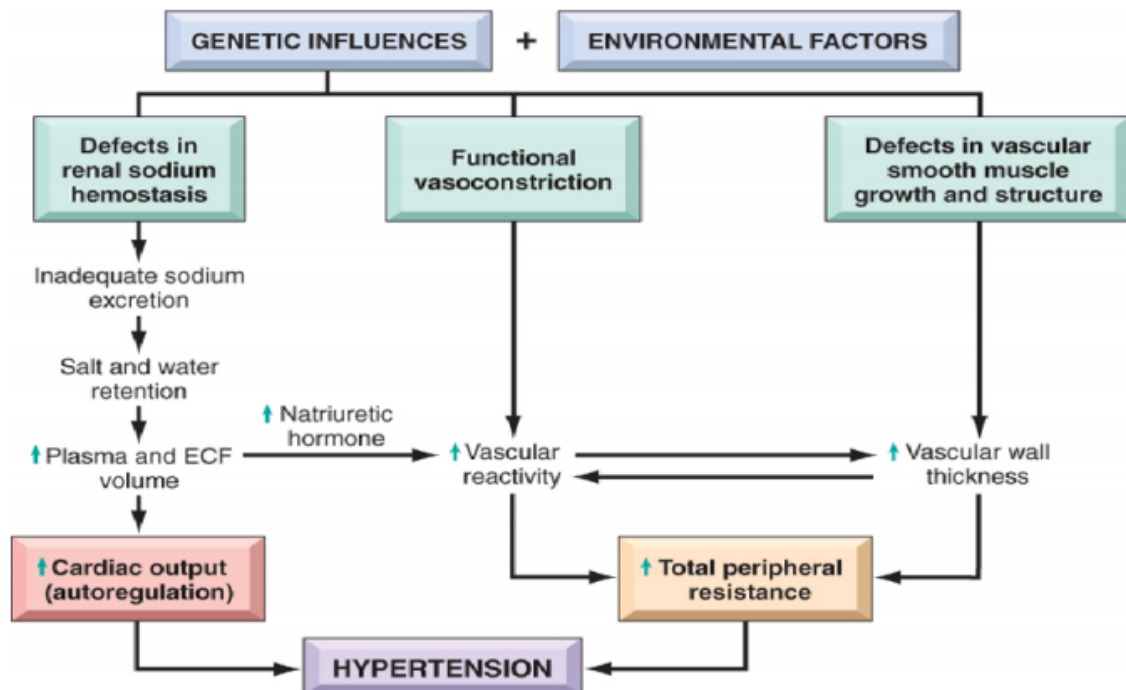 GENETIC INFLUENCES + ENVIRONMENTAL FACTORS
Defects in
renal sodium
hemostasis
Functional
vasoconstriction
Defects in vascular
smooth muscle
growth and structure
Inadequate sodium
excretion
Salt and water
retention
↑ Natriuretic
hormone
↑ Plasma and ECF
volume
↑ Vascular
reactivity
↑ Vascular wall
thickness
↑ Cardiac output
(autoregulation)
↑ Total peripheral
resistance
HYPERTENSION